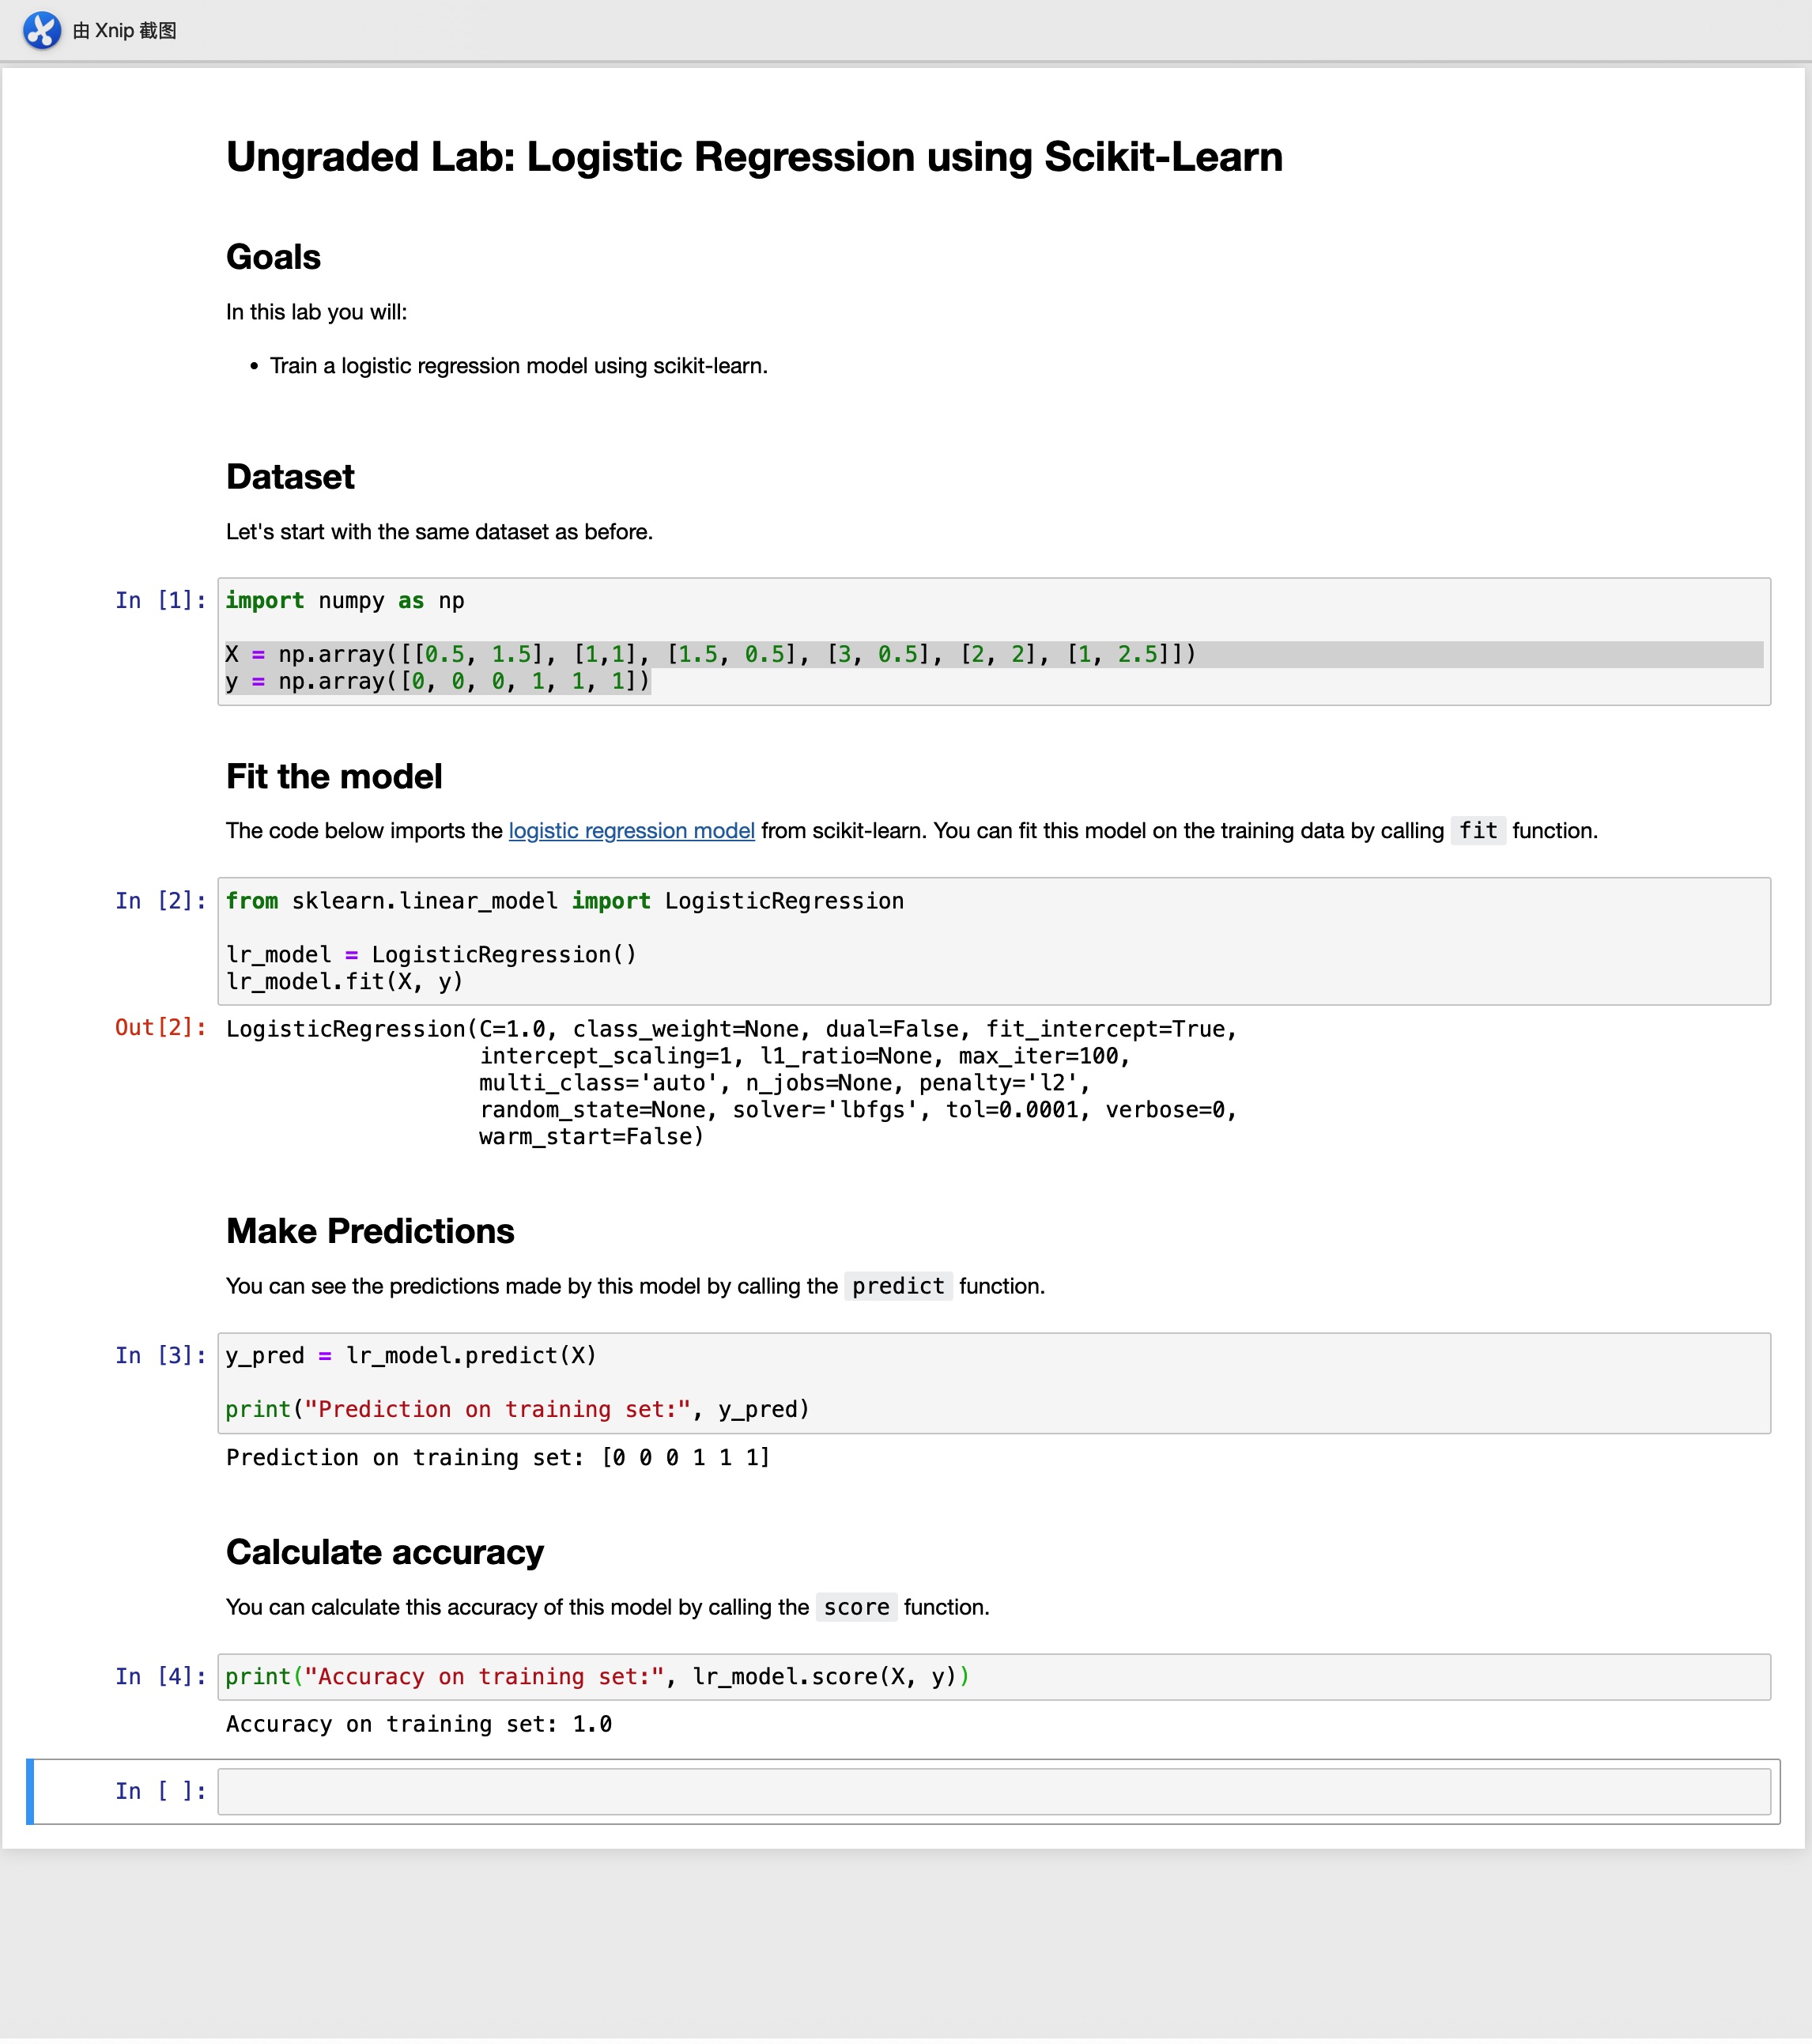 由 Xnip 截图
Ungraded Lab: Logistic Regression using Scikit-Learn
Goals
In this lab you will:
• Train a logistic regression model using scikit-learn.
Dataset
Let's start with the same dataset as before.
In [1]: import numpy as np
X = np.array([[0.5, 1.5], [1,1], [1.5, 0.5], [3, 0.5], [2, 2], [1, 2.5]])
y = np.array([0, 0, 0, 1, 1, 1])
Fit the model
The code below imports the logistic regression model from scikit-learn. You can fit this model on the training data by calling fit function.
In [2]: from sklearn.linear_model import LogisticRegression
lr_model = LogisticRegression()
lr_model.fit(X, y)
Out[2]: LogisticRegression(C=1.0, class_weight=None, dual=False, fit_intercept=True,
intercept_scaling=1, l1_ratio=None, max_iter=100,
multi_class='auto', n_jobs=None, penalty='l2',
random_state=None, solver='lbfgs', tol=0.0001, verbose=0,
warm_start=False)
Make Predictions
You can see the predictions made by this model by calling the predict function.
In [3]: y_pred = lr_model.predict(X)
print("Prediction on training set:", y_pred)
Prediction on training set: [0 0 0 1 1 1]
Calculate accuracy
You can calculate this accuracy of this model by calling the score function.
In [4]: print("Accuracy on training set:", lr_model.score(X, y))
Accuracy on training set: 1.0
In [ ]: